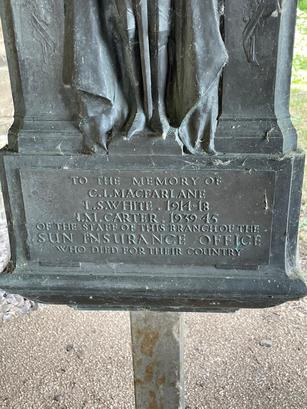 TO THE MEMORY OF
C.J.MACFARLANE
L.S.WHITE . 1914-18
A.M.CARTER . 1939-45
OF THE STAFF OF THIS BRANCH OF THE
SUN INSURANCE OFFICE
WHO DIED FOR THEIR COUNTRY